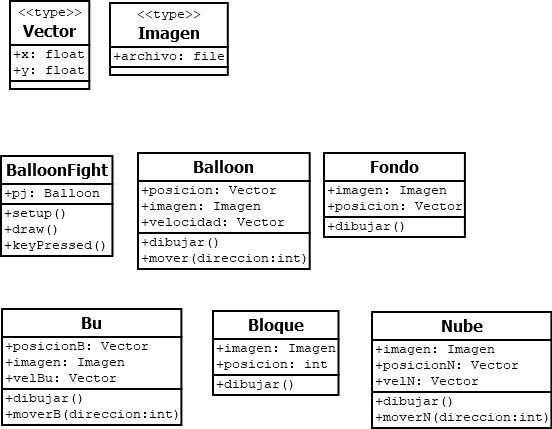 <<type>>
Vector
+x: float
+y: float
<<type>>
Imagen
+archivo: file
BalloonFight
+pj: Balloon
+setup()
+draw()
+keyPressed()
Balloon
+posicion: Vector
+imagen: Imagen
+velocidad: Vector
+dibujar()
+mover(direccion:int)
Fondo
+imagen: Imagen
+posicion: Vector
+dibujar()
Bu
+posicionB: Vector
+imagen: Imagen
+velBu: Vector
+dibujar()
+moverB(direccion:int)
Bloque
+imagen: Imagen
+posicion: int
+dibujar()
Nube
+imagen: Imagen
+posicionN: Vector
+velN: Vector
+dibujar()
+moverN(direccion:int)